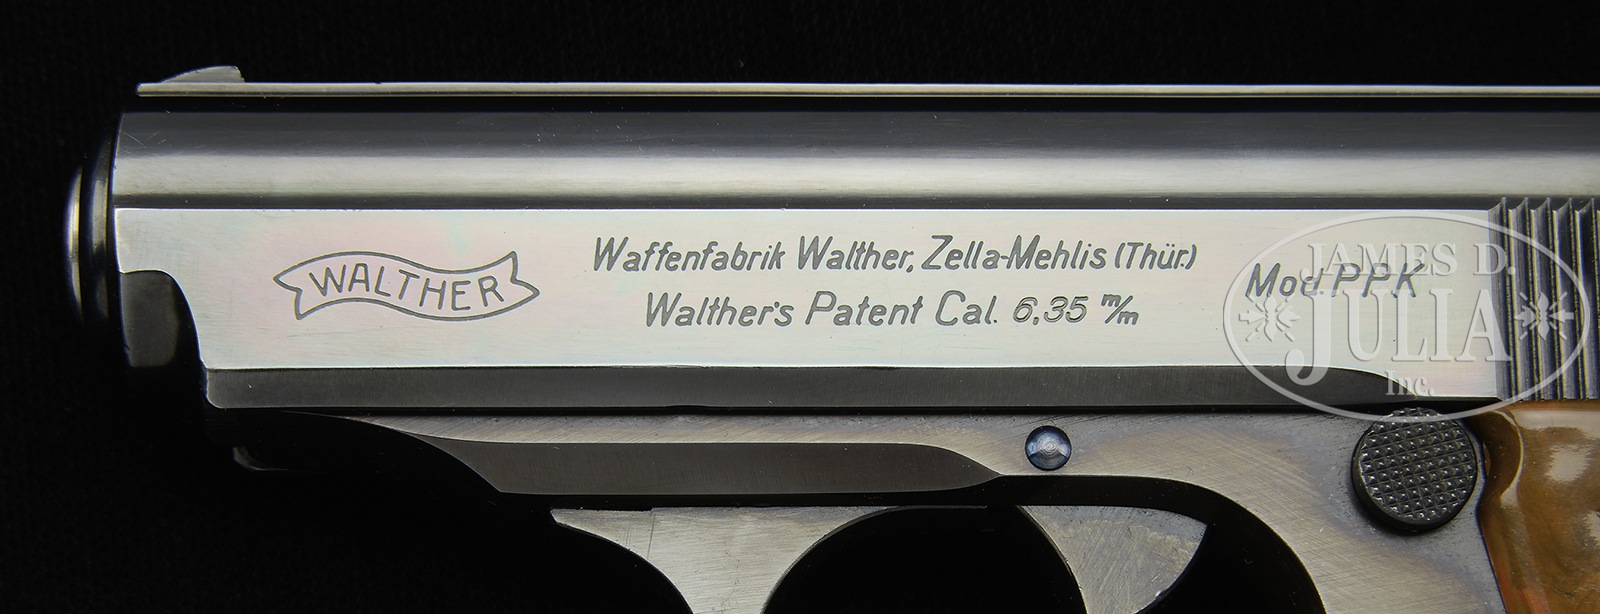 WALTHER
Waffenfabrik Walther, Zella-Mehlis (Thür.)
Walther's Patent Cal. 6,35 m/m
Mod. PPK
JAMES D.
JULIA
Inc.